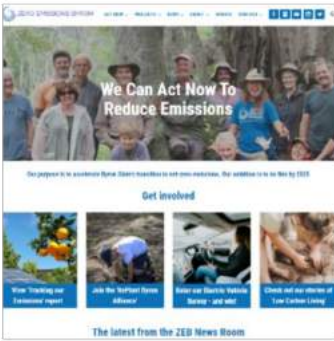 ZERO EMISSIONS BYRON
We Can Act Now To
Reduce Emissions
Our purpose is to accelerate Byron Shire's transition to net-zero emissions. Our ambition is to do this by 2025
Get involved
View 'Tracking our
Emissions' report
Join the 'RePlant Byron
Alliance'
Enter our Electric Vehicle
Survey - and win!
Check out our stories of
'Low Carbon Living'
The latest from the ZEB News Room